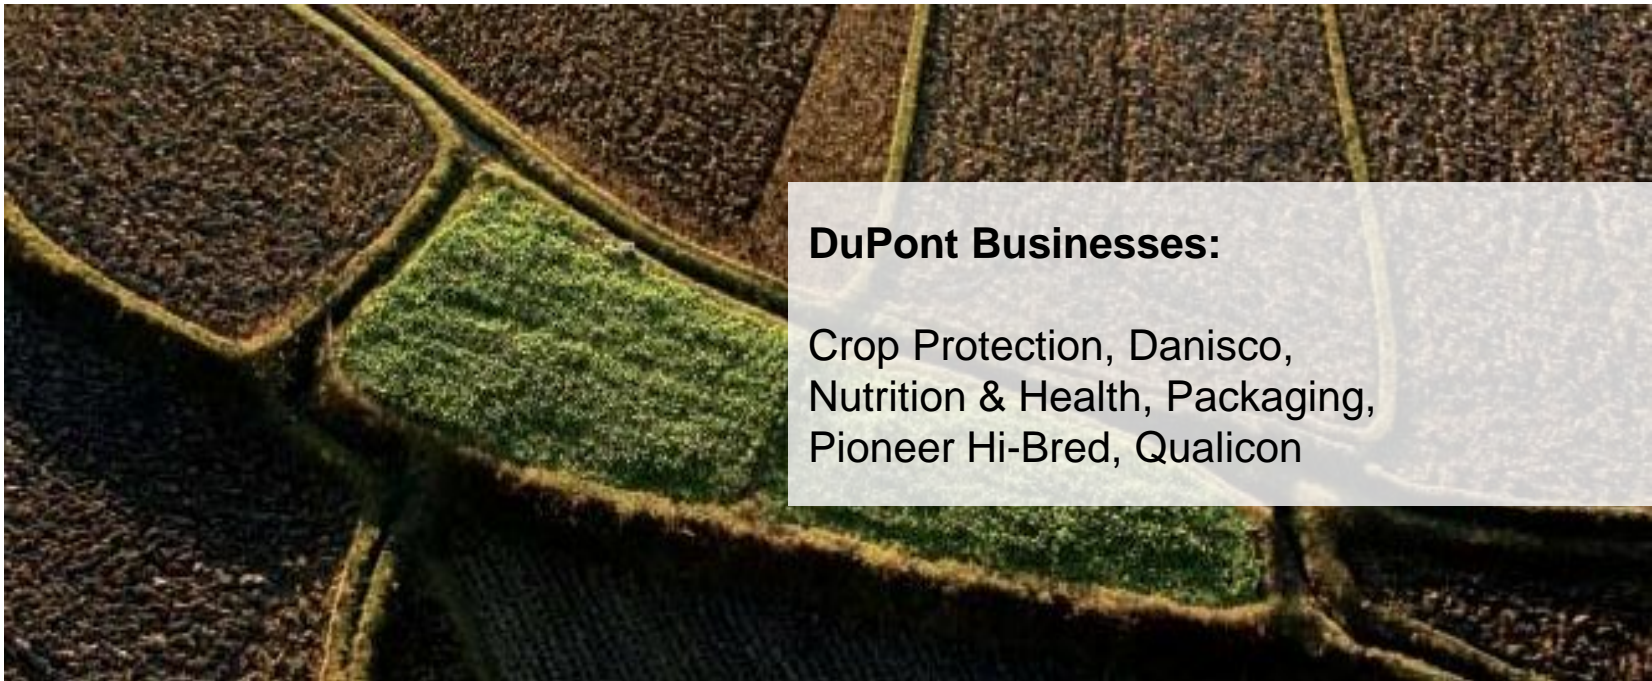 DuPont Businesses:
Crop Protection, Danisco,
Nutrition & Health, Packaging,
Pioneer Hi-Bred, Qualicon